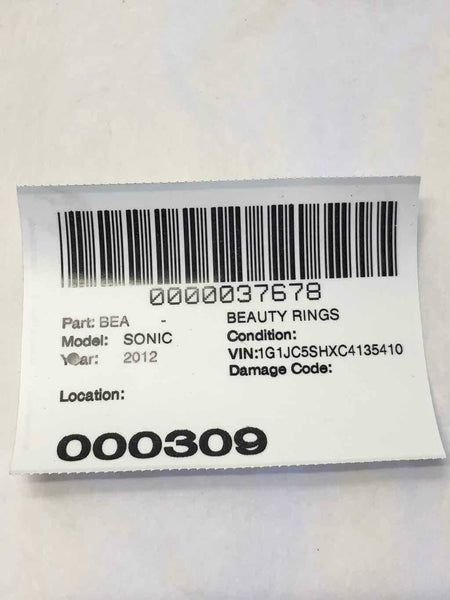 0000037678
Part: BEA - BEAUTY RINGS
Model: SONIC Condition:
Year: 2012 VIN:1G1JC5SHXC4135410
Damage Code:
Location:
000309